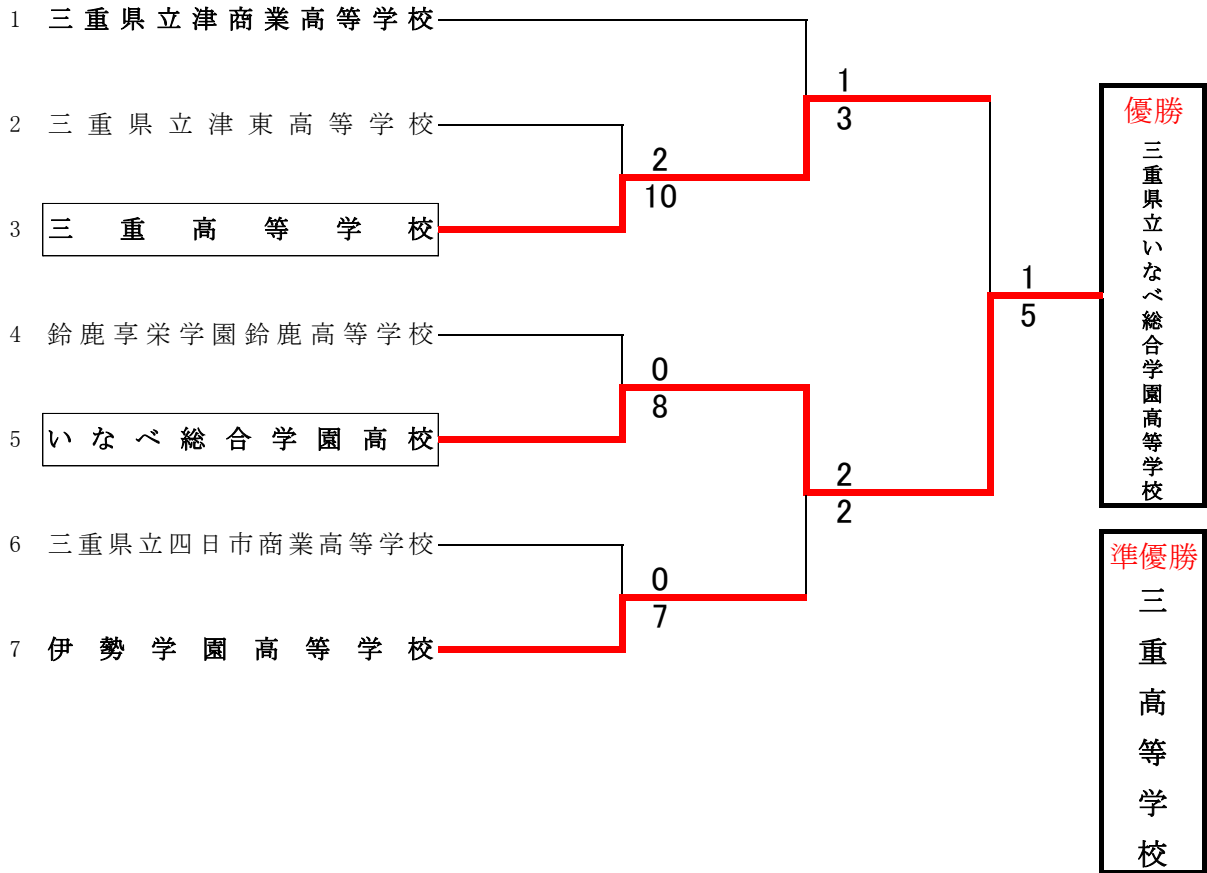 1 三重県立津商業高等学校
2 三重県立津東高等学校
3 三重高等学校
4 鈴鹿享栄学園鈴鹿高等学校
5 いなべ総合学園高校
6 三重県立四日市商業高等学校
7 伊勢学園高等学校
2
10
0
8
0
7
1
3
2
2
1
5
優勝
三重県立いなべ総合学園高等学校
準優勝
三重高等学校